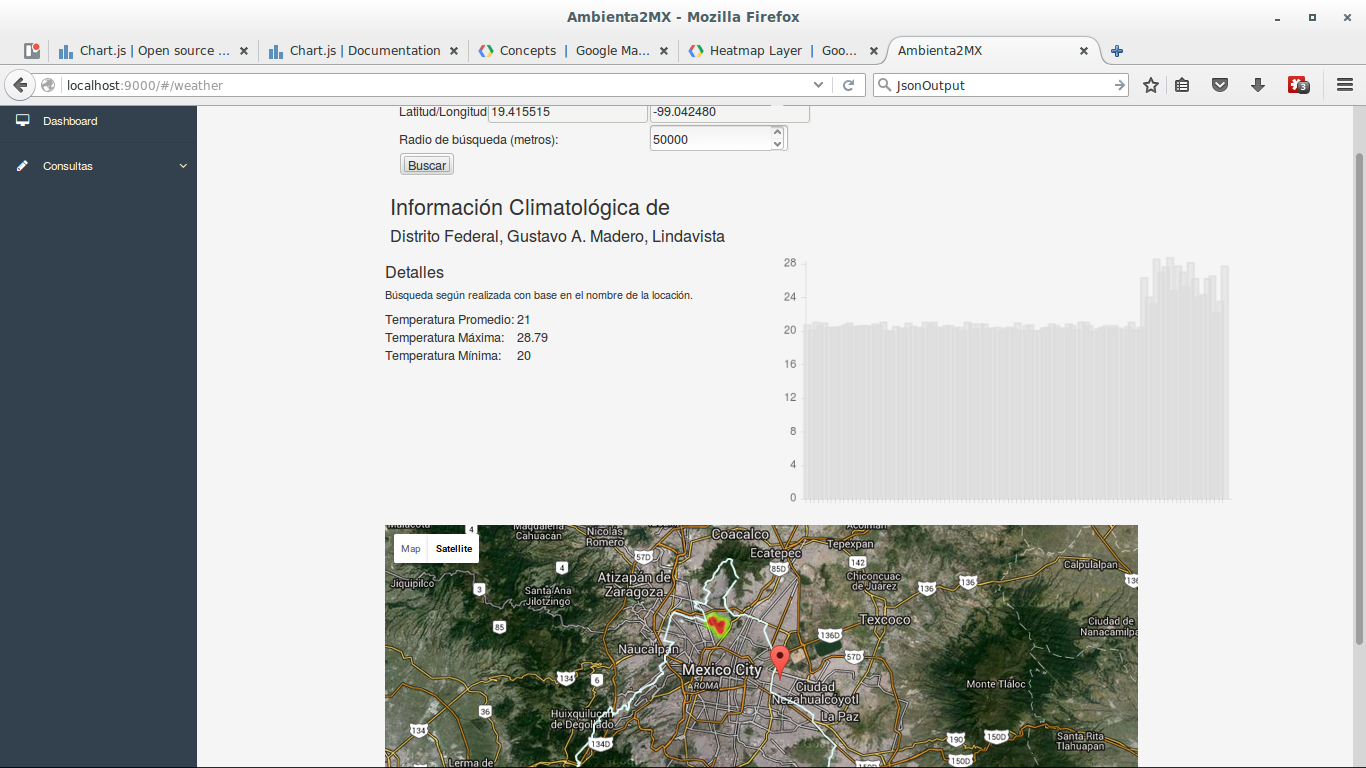 Ambienta2MX - Mozilla Firefox
Chart.js | Open source ...
Chart.js | Documentation
Concepts | Google Ma...
Heatmap Layer | Goo...
Ambienta2MX
localhost:9000/#/weather
JsonOutput
3
Dashboard
Consultas
Latitud/Longitud 19.415515 -99.042480
Radio de búsqueda (metros): 50000
Buscar
Información Climatológica de
Distrito Federal, Gustavo A. Madero, Lindavista
Detalles
Búsqueda según realizada con base en el nombre de la locación.
Temperatura Promedio: 21
Temperatura Máxima: 28.79
Temperatura Mínima: 20
28
24
20
16
12
8
4
0
Map
Satellite
4
Cahuacán
Nicolás
Romero
Coacalco
Ecatepec
Tepexpan
57D
85D
142
Jiquipilco
3
4
Santa Ana
Jilotzingo
Atizapán de
Zaragoza
Chiconcuac
de Juárez
136
136
Calpulalpan
85
Texcoco
136D
Ciudad de
Nanacamilpa
Naucalpan
57D
134
6
Mexico City
ROMA
Ciudad
Nezahualcoyotl
Monte Tláloc
La Paz
36
134
Huixquilucan
de Degollado
134D
190
150D
150D
Santa Rita
Tlahuapan
Lerma de